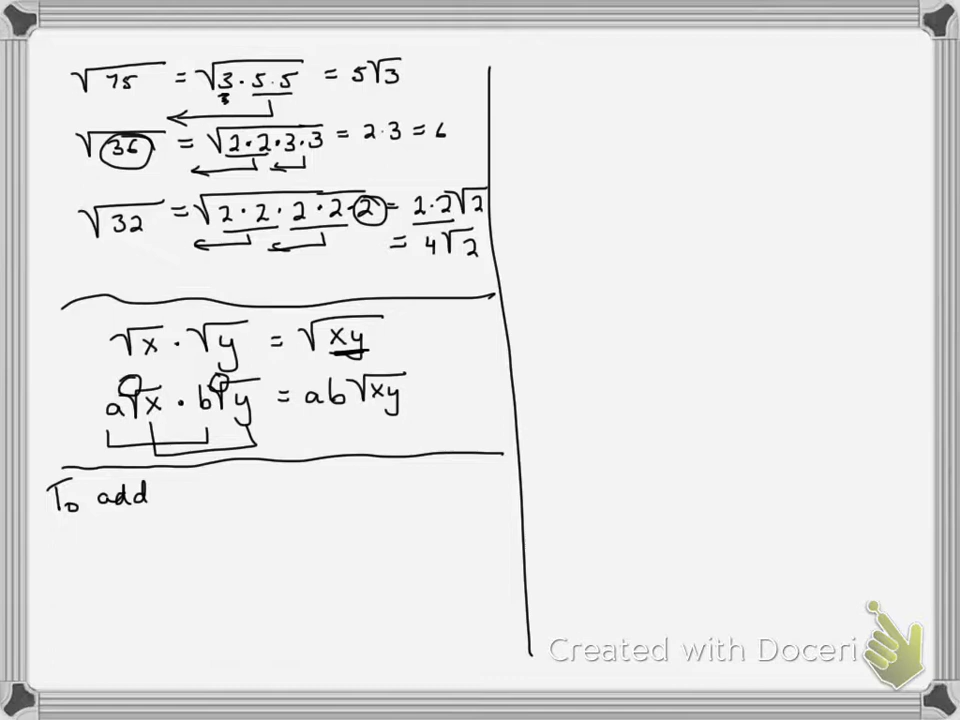 √75 = √3·5·5 = 5√3
√36 = √2·2·3·3 = 2·3 = 6
√32 = √2·2·2·2·2 = 2·2√2
= 4√2
√x · √y = √xy
a√x · b√y = ab√xy
To add
Created with Doceri